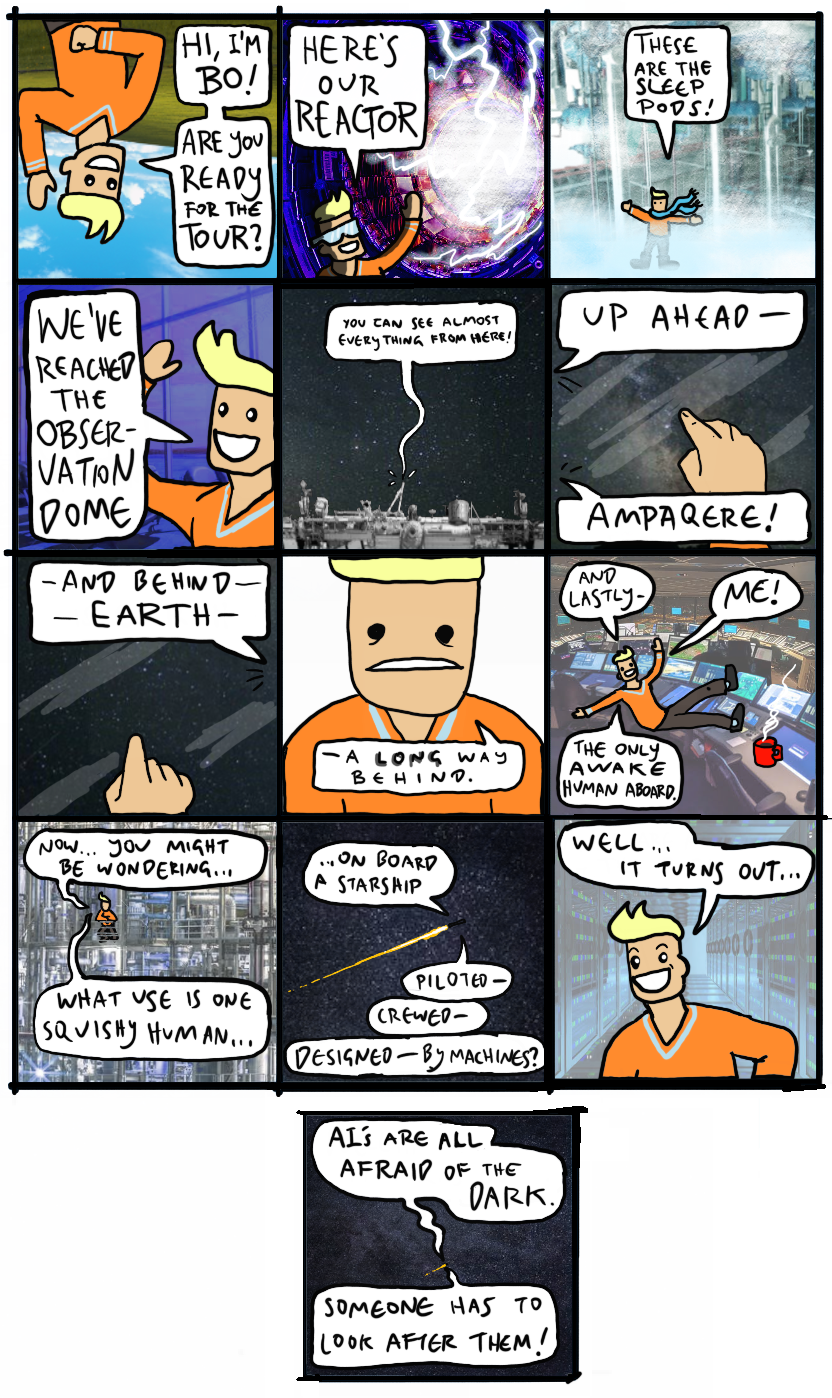 HI, I'M
BO!
ARE YOU
READY
FOR THE
TOUR?
HERE'S
OUR
REACTOR
THESE
ARE THE
SLEEP
PODS!
WE'VE
REACHED
THE
OBSER-
VATION
DOME
YOU CAN SEE ALMOST
EVERYTHING FROM HERE!
UP AHEAD —
AMPAQERE!
-AND BEHIND—
— EARTH —
— A LONG WAY
BEHIND.
AND
LASTLY-
ME!
THE ONLY
AWAKE
HUMAN ABOARD.
NOW... YOU MIGHT
BE WONDERING...
WHAT USE IS ONE
SQUISHY HUMAN...
...ON BOARD
A STARSHIP
PILOTED —
CREWED —
DESIGNED — BY MACHINES?
WELL...
IT TURNS OUT...
AI'S ARE ALL
AFRAID OF THE
DARK.
SOMEONE HAS TO
LOOK AFTER THEM!